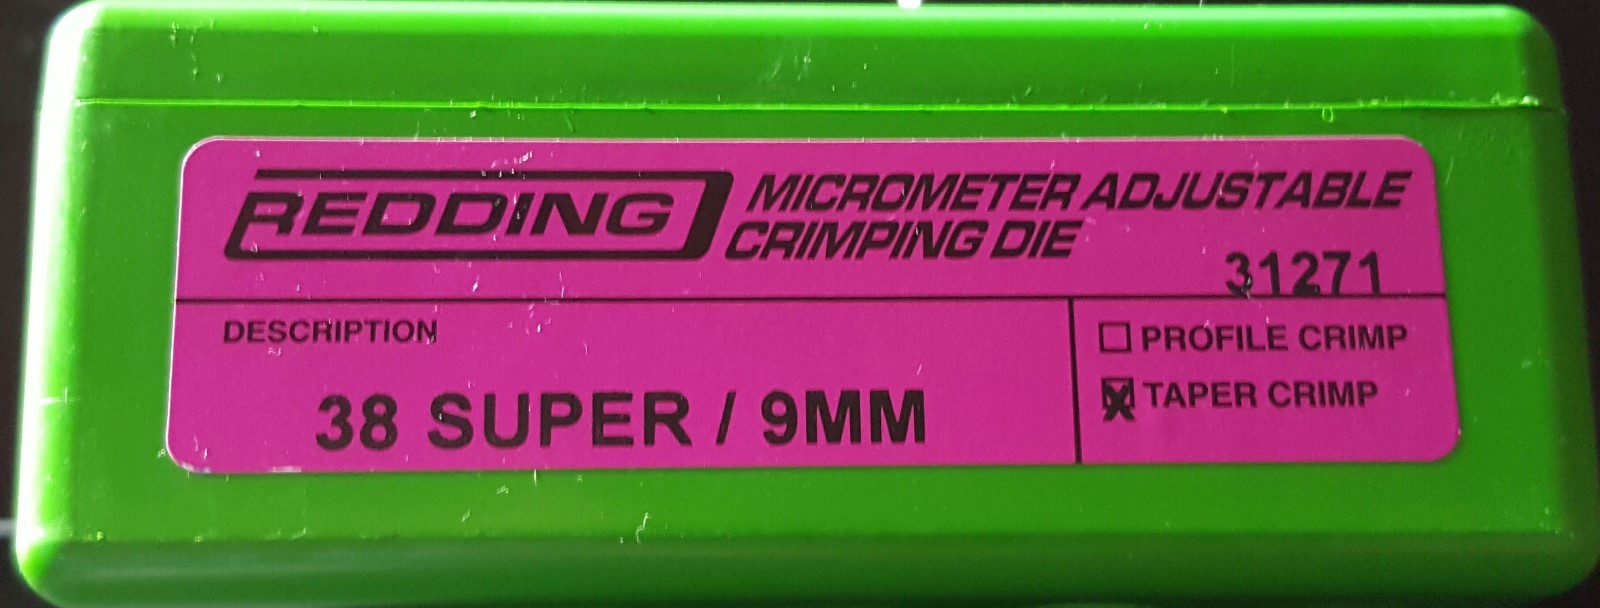 REDDING MICROMETER ADJUSTABLE
CRIMPING DIE
31271
DESCRIPTION
38 SUPER / 9MM
PROFILE CRIMP
X TAPER CRIMP